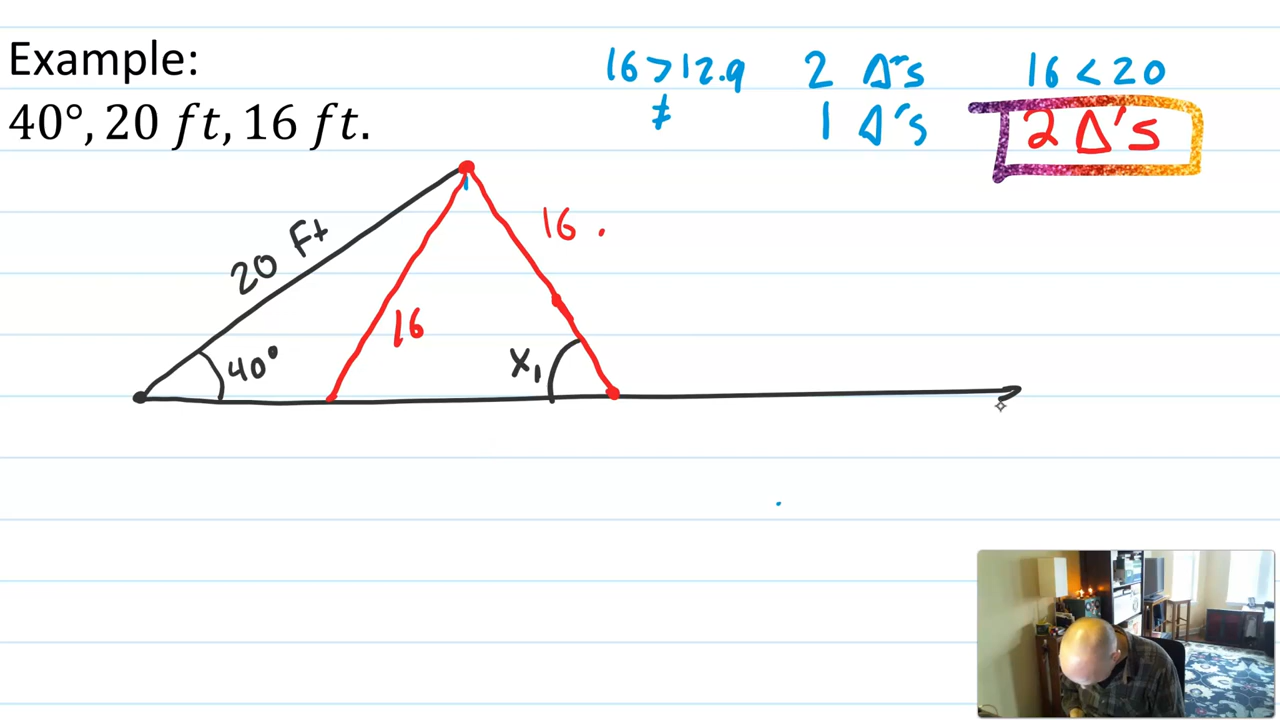 Example:
40°, 20 ft, 16 ft.
16 > 12.9 2 Δ's 16 < 20
≠ 1 Δ's 2 Δ's
20 Ft
16
16
40°
x₁